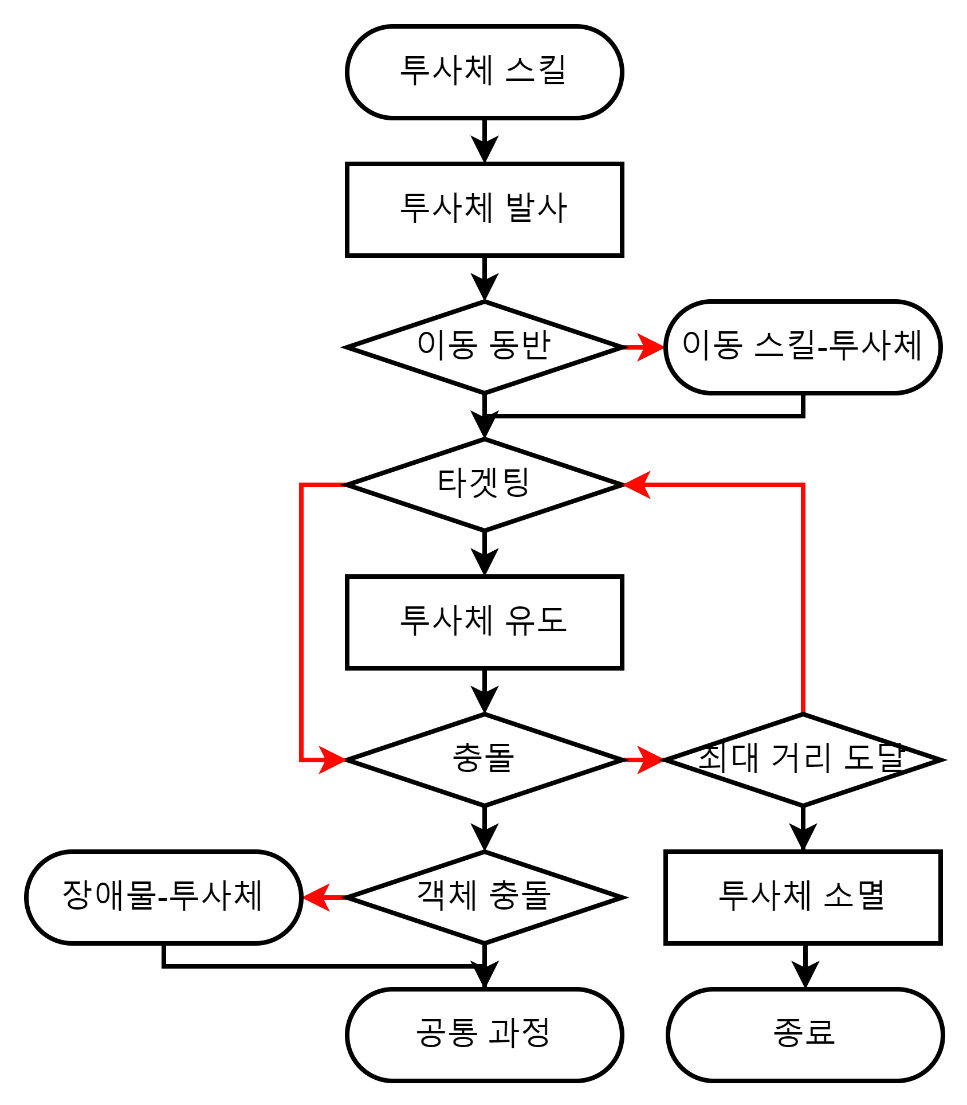 투사체 스킬
투사체 발사
이동 동반
이동 스킬-투사체
타겟팅
투사체 유도
충돌
최대 거리 도달
장애물-투사체
객체 충돌
투사체 소멸
공통 과정
종료